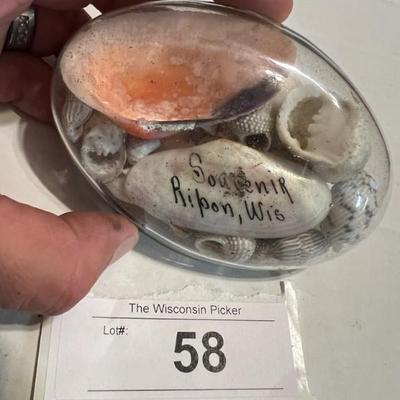 Souvenir
Ripon, Wis
The Wisconsin Picker
Lot#:
58